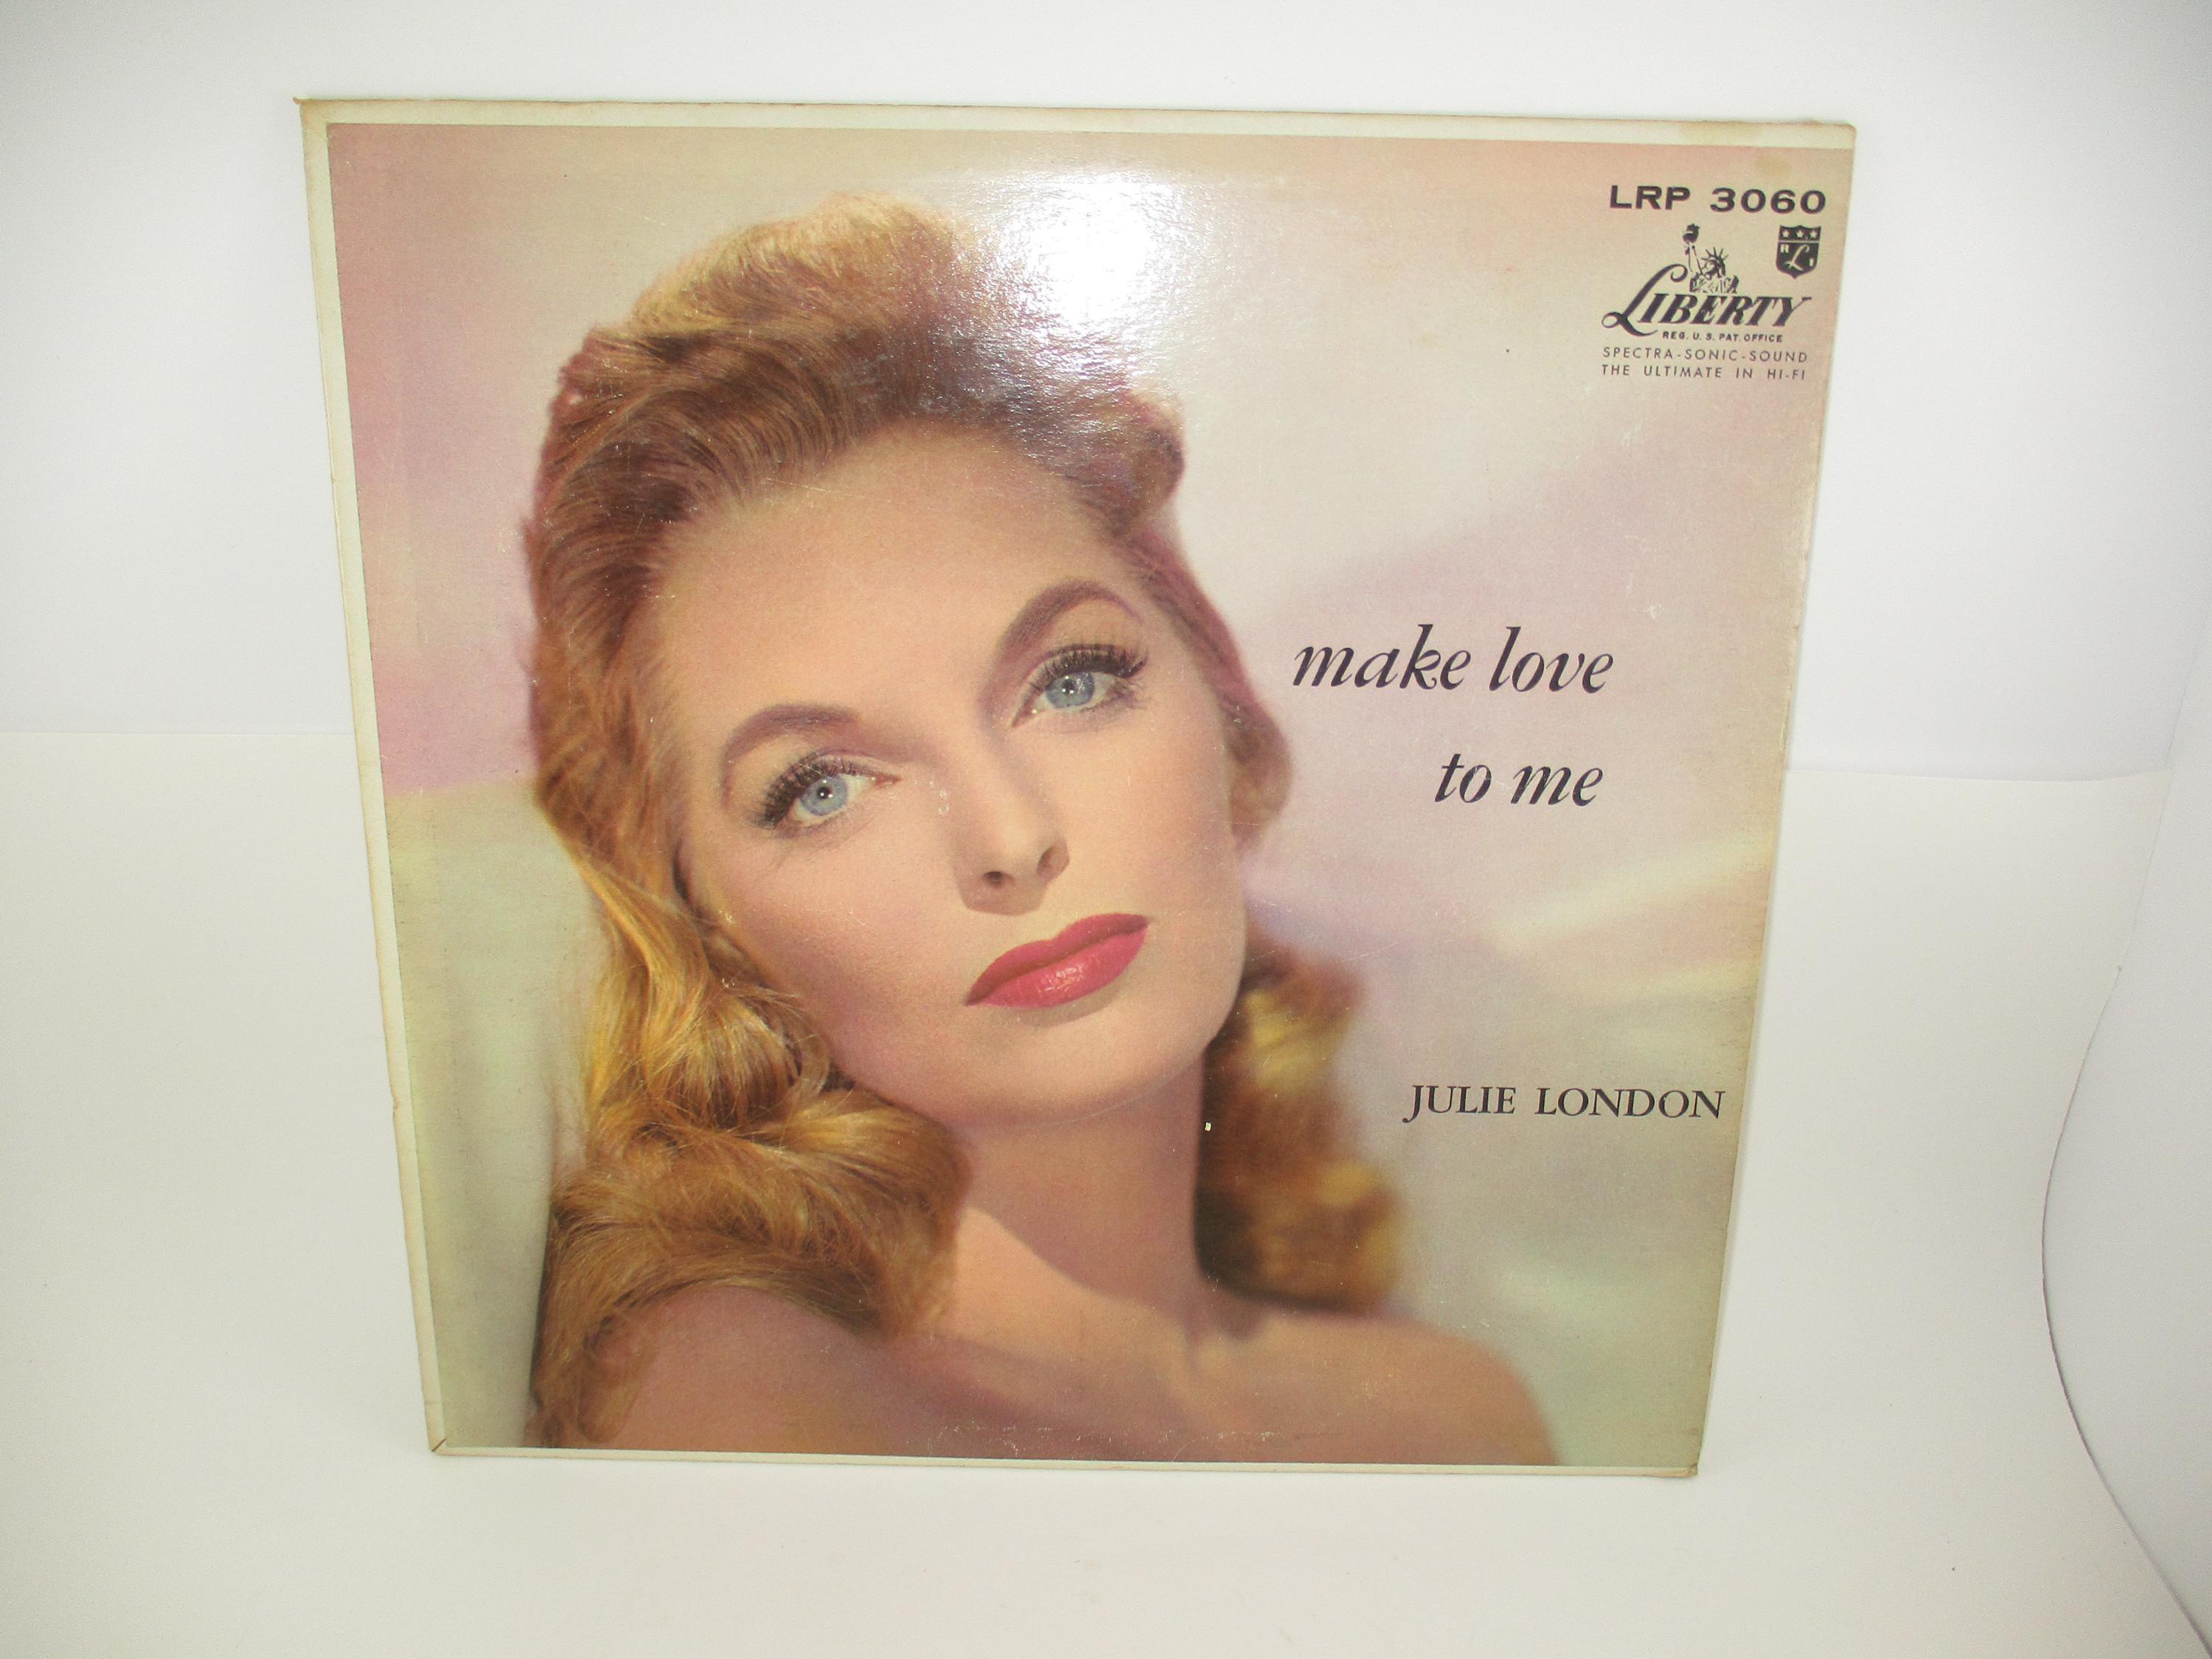 LRP 3060
LIBERTY
REG. U. S. PAT. OFFICE
SPECTRA-SONIC-SOUND
THE ULTIMATE IN HI-FI
make love
to me
JULIE LONDON